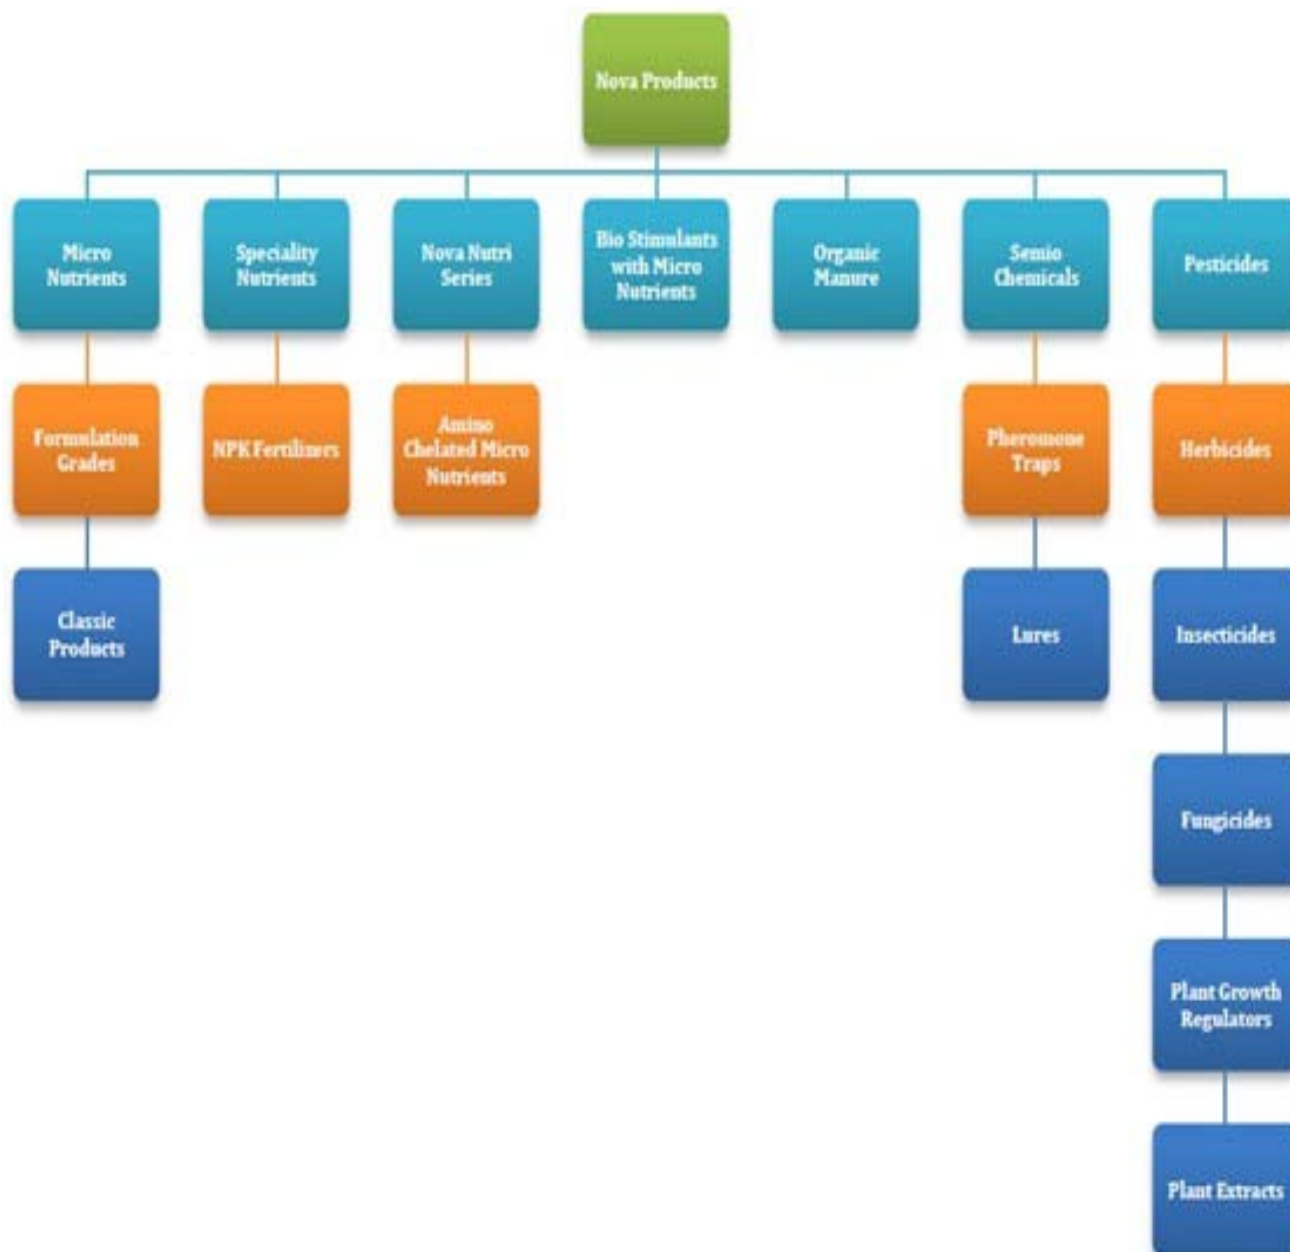 Nova Products
Micro
Nutrients
Speciality
Nutrients
Nova Nutri
Series
Bio Stimulants
with Micro
Nutrients
Organic
Manure
Semio
Chemicals
Pesticides
Formulation
Grades
NPK Fertilizers
Amino
Chelated Micro
Nutrients
Pheromone
Traps
Herbicides
Classic
Products
Lures
Insecticides
Fungicides
Plant Growth
Regulators
Plant Extracts